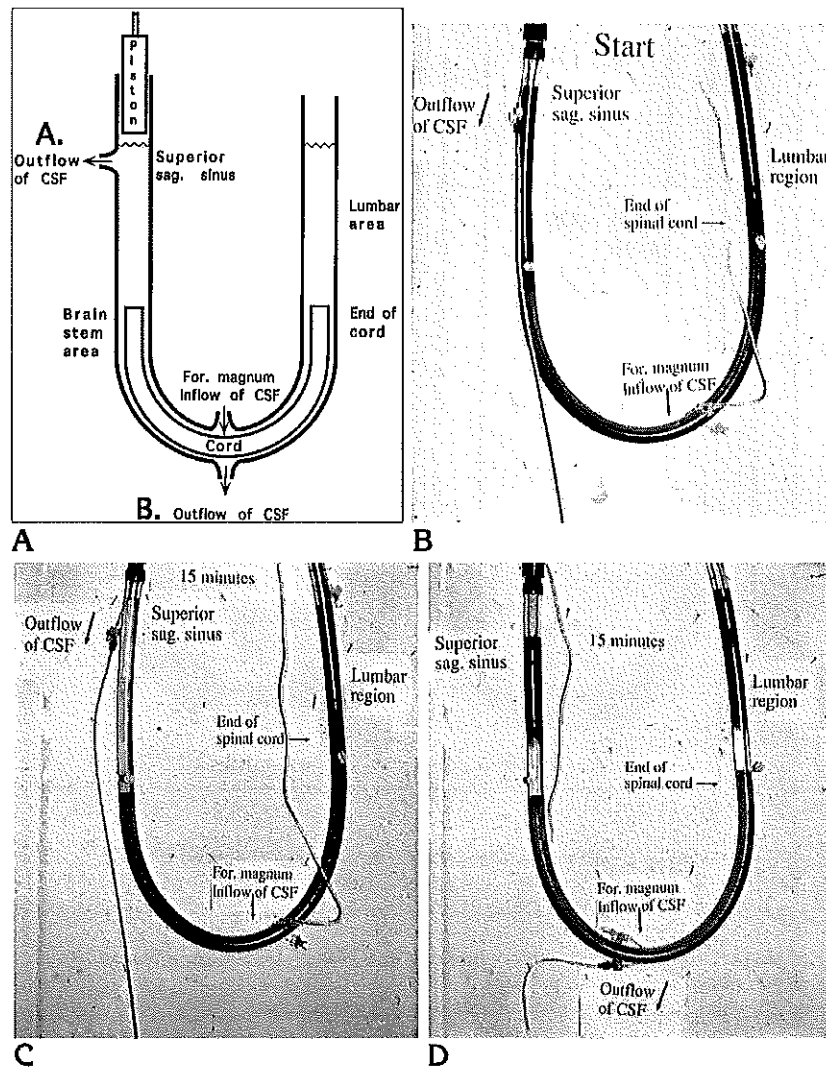 Piston
A.
Outflow
of CSF
Superior
sag. sinus
Lumbar
area
Brain
stem
area
End of
cord
For. magnum
Inflow of CSF
Cord
B. Outflow of CSF
A
Start
Outflow
of CSF
Superior
sag. sinus
Lumbar
region
End of
spinal cord
For. magnum
Inflow of CSF
B
15 minutes
Outflow
of CSF
Superior
sag. sinus
Lumbar
region
End of
spinal cord
For. magnum
Inflow of CSF
C
Superior
sag. sinus
15 minutes
Lumbar
region
End of
spinal cord
For. magnum
Inflow of CSF
Outflow
of CSF
D